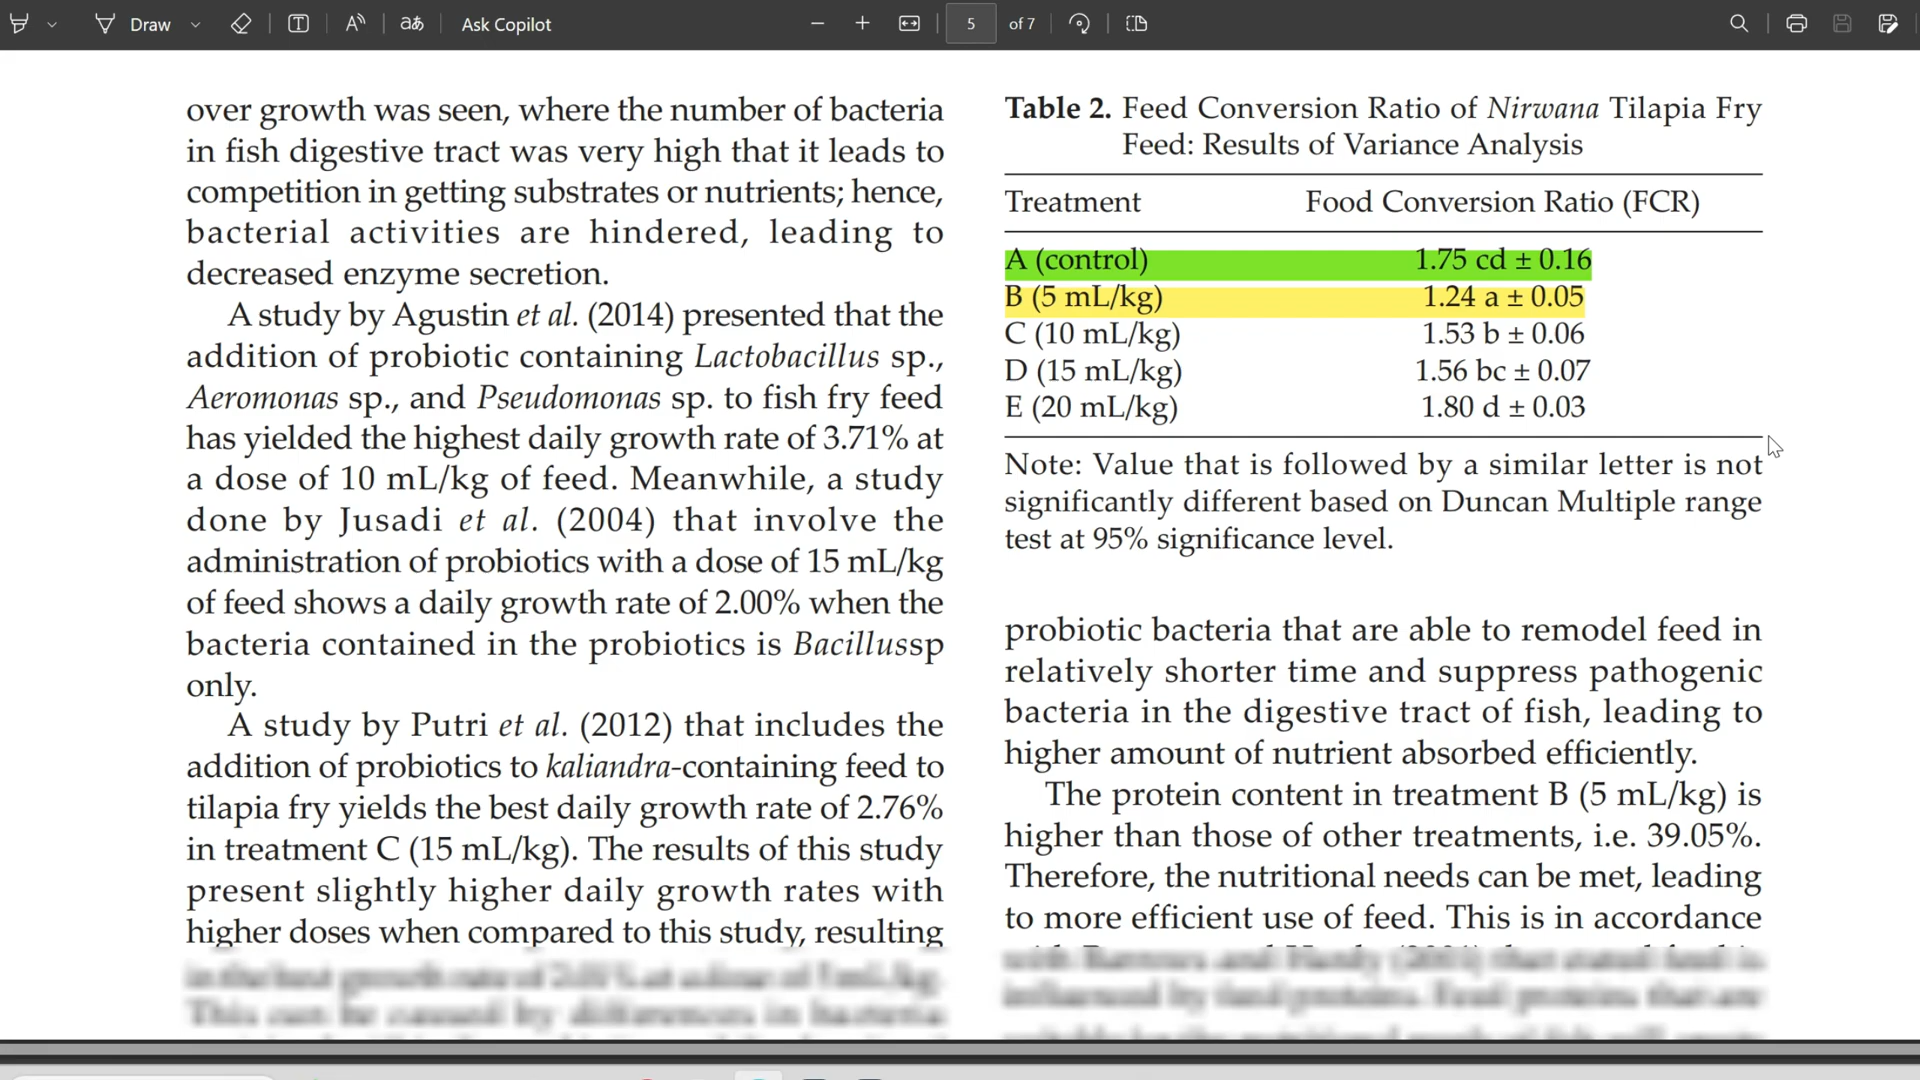 Draw
Ask Copilot
5
of 7
over growth was seen, where the number of bacteria
in fish digestive tract was very high that it leads to
competition in getting substrates or nutrients; hence,
bacterial activities are hindered, leading to
decreased enzyme secretion.
A study by Agustin et al. (2014) presented that the
addition of probiotic containing Lactobacillus sp.,
Aeromonas sp., and Pseudomonas sp. to fish fry feed
has yielded the highest daily growth rate of 3.71% at
a dose of 10 mL/kg of feed. Meanwhile, a study
done by Jusadi et al. (2004) that involve the
administration of probiotics with a dose of 15 mL/kg
of feed shows a daily growth rate of 2.00% when the
bacteria contained in the probiotics is Bacillussp
only.
A study by Putri et al. (2012) that includes the
addition of probiotics to kaliandra-containing feed to
tilapia fry yields the best daily growth rate of 2.76%
in treatment C (15 mL/kg). The results of this study
present slightly higher daily growth rates with
higher doses when compared to this study, resulting
Table 2. Feed Conversion Ratio of Nirwana Tilapia Fry
Feed: Results of Variance Analysis
Treatment Food Conversion Ratio (FCR)
A (control) 1.75 cd ± 0.16
B (5 mL/kg) 1.24 a ± 0.05
C (10 mL/kg) 1.53 b ± 0.06
D (15 mL/kg) 1.56 bc ± 0.07
E (20 mL/kg) 1.80 d ± 0.03
Note: Value that is followed by a similar letter is not
significantly different based on Duncan Multiple range
test at 95% significance level.
probiotic bacteria that are able to remodel feed in
relatively shorter time and suppress pathogenic
bacteria in the digestive tract of fish, leading to
higher amount of nutrient absorbed efficiently.
The protein content in treatment B (5 mL/kg) is
higher than those of other treatments, i.e. 39.05%.
Therefore, the nutritional needs can be met, leading
to more efficient use of feed. This is in accordance